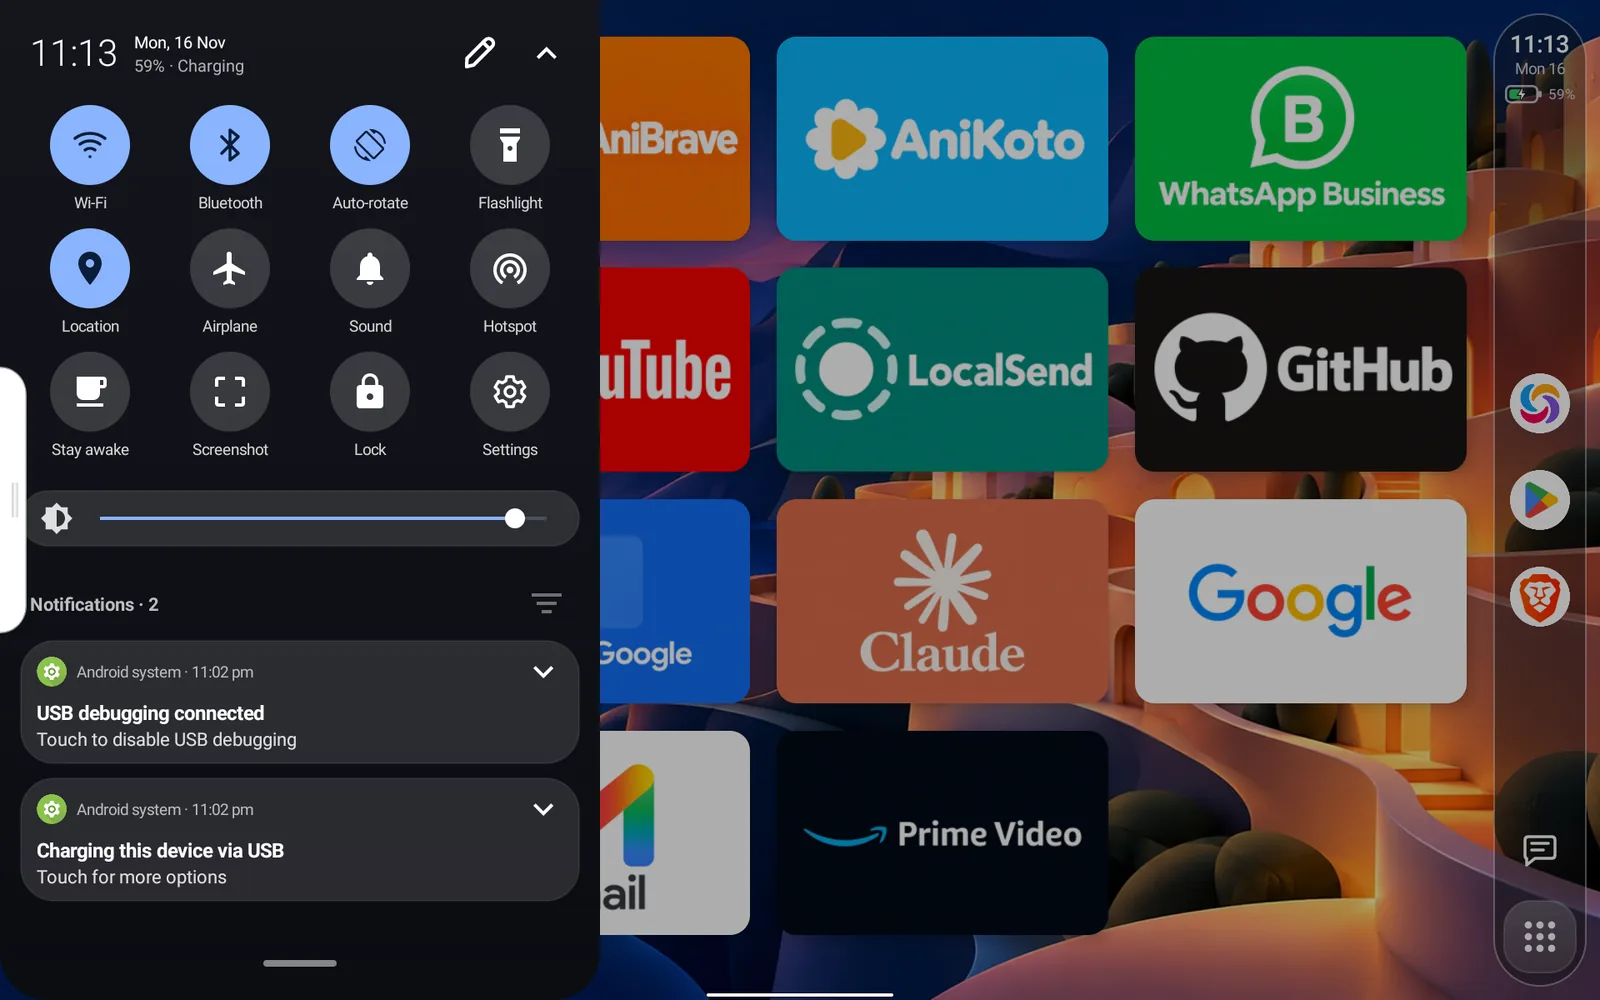 11:13
Mon, 16 Nov
59% · Charging
Wi-Fi
Bluetooth
Auto-rotate
Flashlight
Location
Airplane
Sound
Hotspot
Stay awake
Screenshot
Lock
Settings
Notifications · 2
Android system · 11:02 pm
USB debugging connected
Touch to disable USB debugging
Android system · 11:02 pm
Charging this device via USB
Touch for more options
AniBrave
AniKoto
B
WhatsApp Business
uTube
LocalSend
GitHub
Google
Claude
Google
ail
Prime Video
11:13
Mon 16
59%